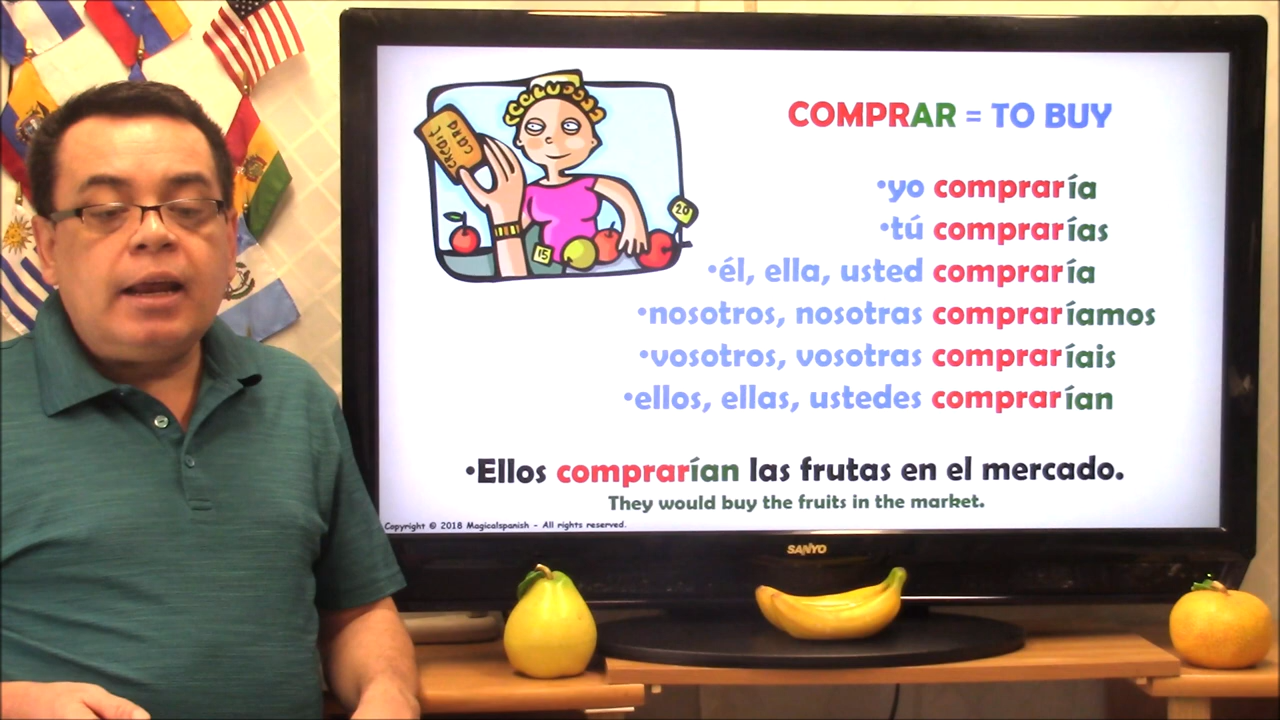 credit
card
15
20
COMPRAR = TO BUY
•yo compraría
•tú comprarías
•él, ella, usted compraría
•nosotros, nosotras compraríamos
•vosotros, vosotras compraríais
•ellos, ellas, ustedes comprarían
•Ellos comprarían las frutas en el mercado.
They would buy the fruits in the market.
Copyright © 2018 Magicalspanish - All rights reserved.
SANYO